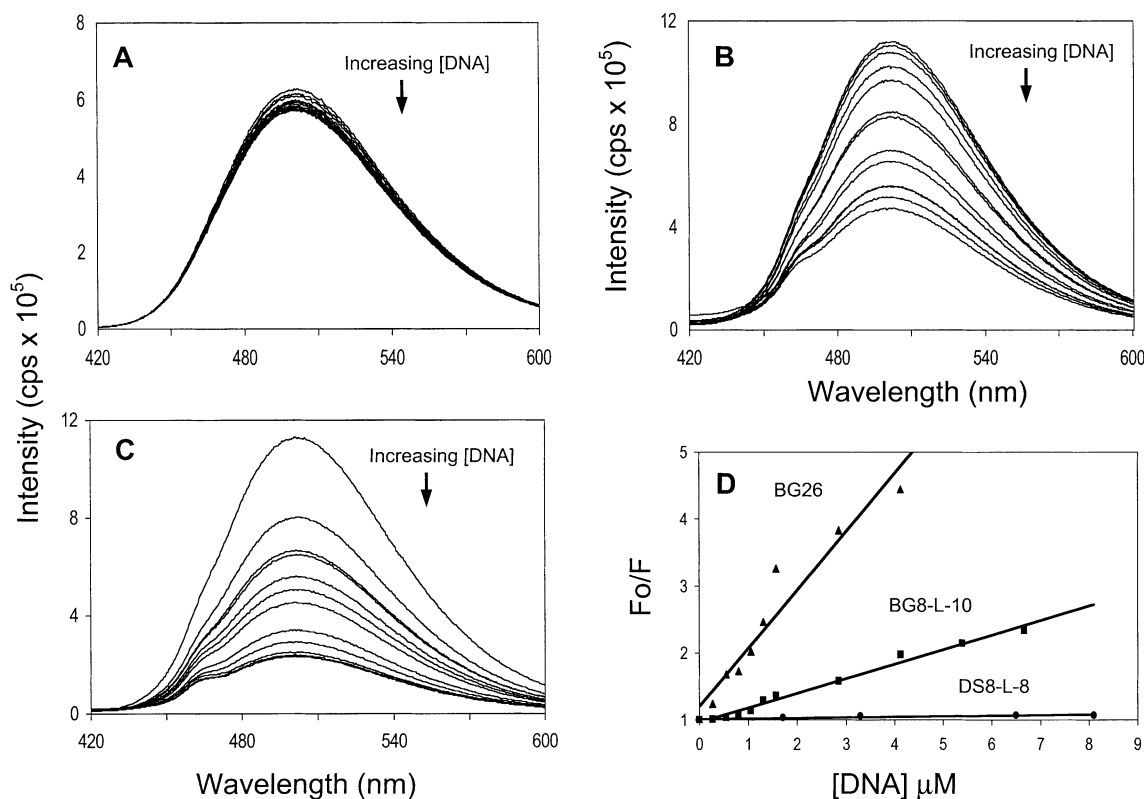 A
Increasing [DNA]
8
6
4
2
0
420
480
540
600
Intensity (cps x 10⁵)
B
Increasing [DNA]
12
8
4
0
420
480
540
600
Intensity (cps x 10⁵)
Wavelength (nm)
C
Increasing [DNA]
12
8
4
0
420
480
540
600
Wavelength (nm)
D
BG26
BG8-L-10
DS8-L-8
5
4
3
2
1
Fo/F
0 1 2 3 4 5 6 7 8 9
[DNA] μM